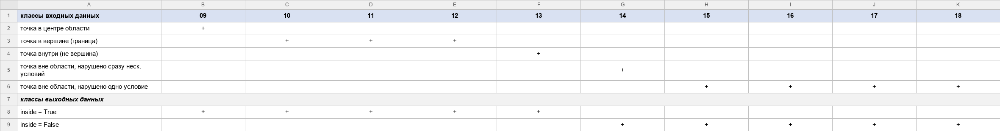 A B C D E F G H I J K
1 классы входных данных 09 10 11 12 13 14 15 16 17 18
2 точка в центре области +
3 точка в вершине (граница) + + +
4 точка внутри (не вершина) +
5 точка вне области, нарушено сразу неск.
условий +
6 точка вне области, нарушено одно условие + + + +
7 классы выходных данных
8 inside = True + + + + +
9 inside = False + + + + +